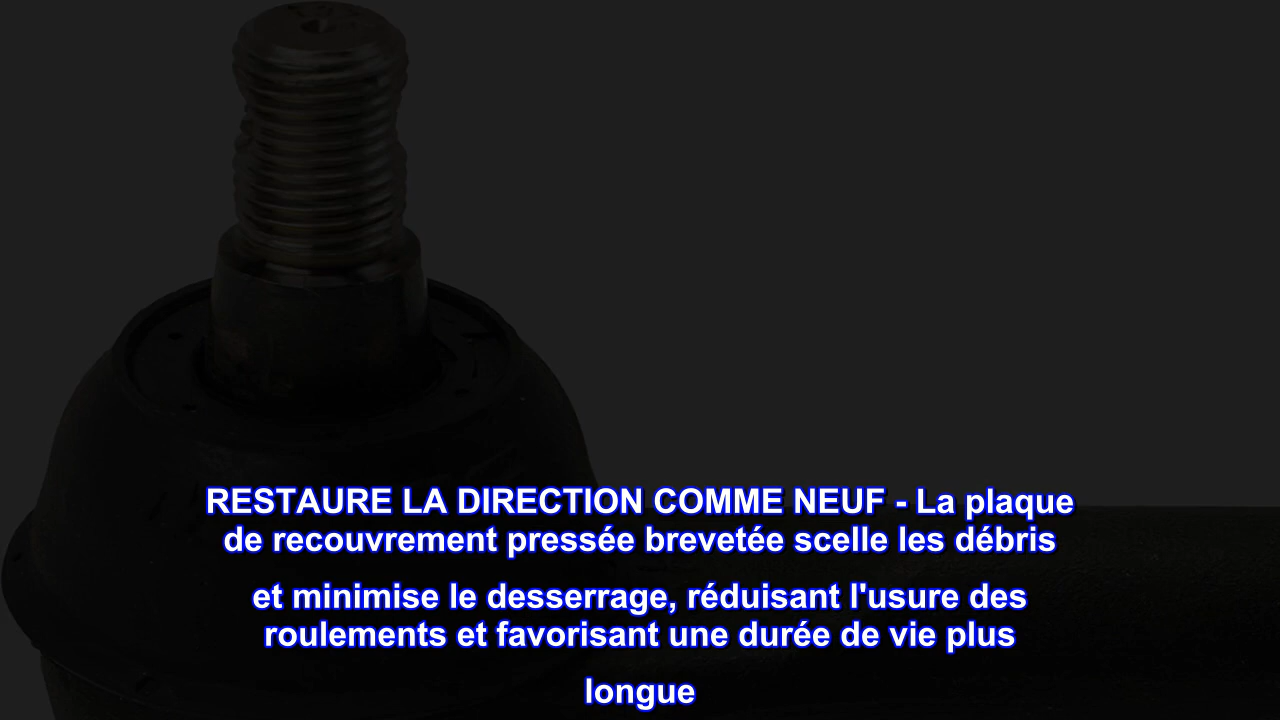 RESTAURE LA DIRECTION COMME NEUF - La plaque
de recouvrement pressée brevetée scelle les débris
et minimise le desserrage, réduisant l'usure des
roulements et favorisant une durée de vie plus
longue